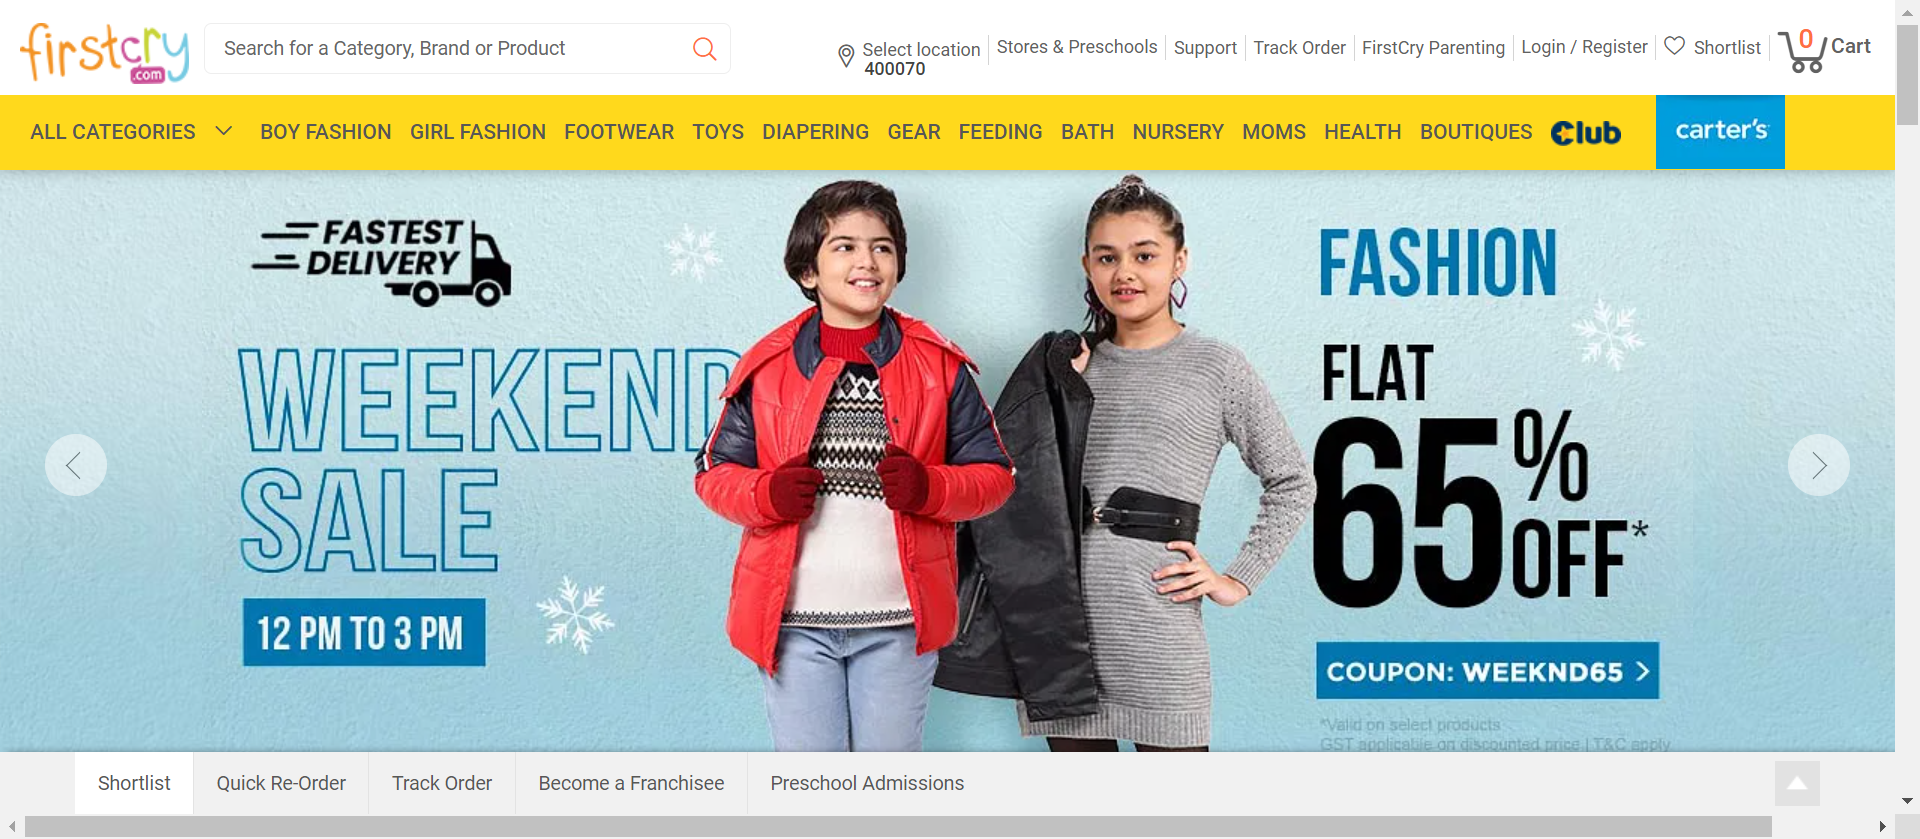 firstcry
.com
Search for a Category, Brand or Product
Select location
400070
Stores & Preschools
Support
Track Order
FirstCry Parenting
Login / Register
Shortlist
0
Cart
ALL CATEGORIES
BOY FASHION
GIRL FASHION
FOOTWEAR
TOYS
DIAPERING
GEAR
FEEDING
BATH
NURSERY
MOMS
HEALTH
BOUTIQUES
Club
carter's
FASTEST
DELIVERY
WEEKEND
SALE
12 PM TO 3 PM
FASHION
FLAT
65%
OFF*
COUPON: WEEKND65 >
*Valid on select products
GST applicable on discounted price | T&C apply
Shortlist
Quick Re-Order
Track Order
Become a Franchisee
Preschool Admissions